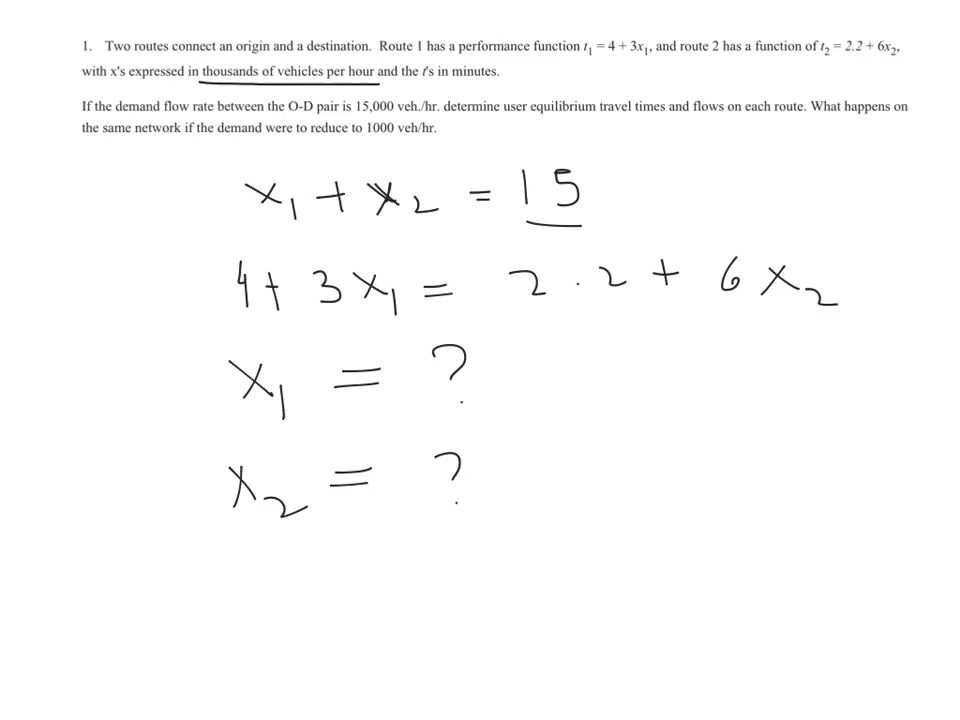 1. Two routes connect an origin and a destination. Route 1 has a performance function t₁ = 4 + 3x₁, and route 2 has a function of t₂ = 2.2 + 6x₂,
with x's expressed in thousands of vehicles per hour and the t's in minutes.
If the demand flow rate between the O-D pair is 15,000 veh./hr. determine user equilibrium travel times and flows on each route. What happens on
the same network if the demand were to reduce to 1000 veh/hr.
x₁ + x₂ = 15
4 + 3x₁ = 2.2 + 6x₂
x₁ = ?
x₂ = ?